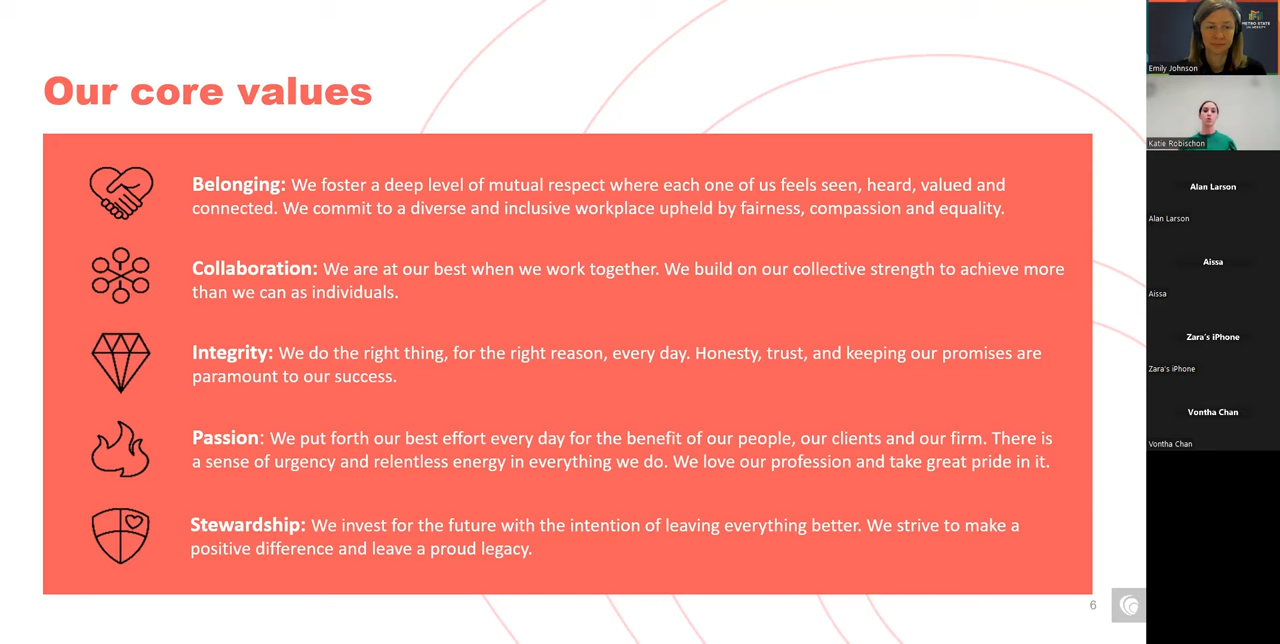 Our core values
Belonging: We foster a deep level of mutual respect where each one of us feels seen, heard, valued and
connected. We commit to a diverse and inclusive workplace upheld by fairness, compassion and equality.
Collaboration: We are at our best when we work together. We build on our collective strength to achieve more
than we can as individuals.
Integrity: We do the right thing, for the right reason, every day. Honesty, trust, and keeping our promises are
paramount to our success.
Passion: We put forth our best effort every day for the benefit of our people, our clients and our firm. There is
a sense of urgency and relentless energy in everything we do. We love our profession and take great pride in it.
Stewardship: We invest for the future with the intention of leaving everything better. We strive to make a
positive difference and leave a proud legacy.
6
METRO STATE
UNIVERSITY
Emily Johnson
Katie Robischon
Alan Larson
Alan Larson
Aissa
Aissa
Zara's iPhone
Zara's iPhone
Vontha Chan
Vontha Chan